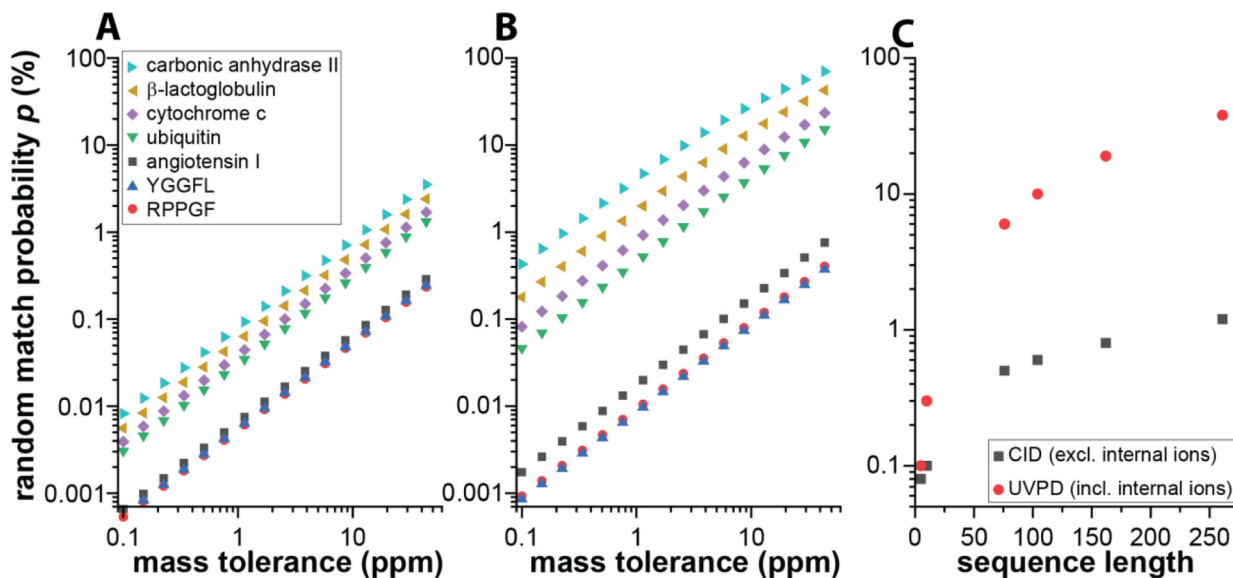 A
B
C
random match probability p (%)
100
10
1
0.1
0.01
0.001
carbonic anhydrase II
β-lactoglobulin
cytochrome c
ubiquitin
angiotensin I
YGGFL
RPPGF
0.1
1
10
mass tolerance (ppm)
100
10
1
0.1
0.01
0.001
0.1
1
10
mass tolerance (ppm)
100
10
1
0.1
CID (excl. internal ions)
UVPD (incl. internal ions)
0 50 100 150 200 250
sequence length